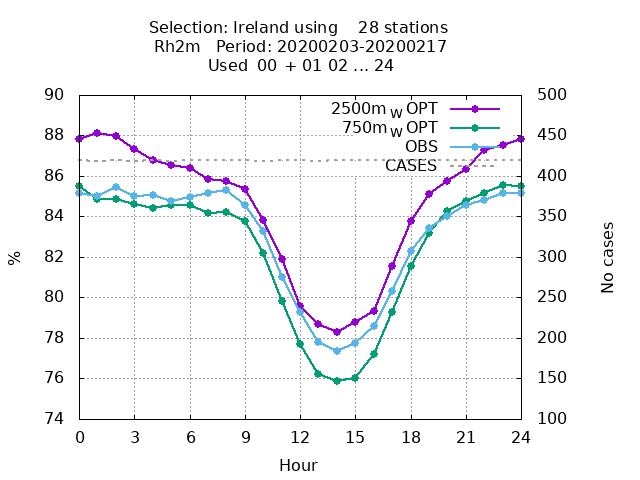 Selection: Ireland using    28 stations
Rh2m   Period: 20200203-20200217
Used  00 + 01 02 ... 24
90 500
2500m W OPT
750m W OPT
88 450
OBS
CASES
86 400
84 350
% 82 300 No cases
80 250
78 200
76 150
74 100
0 3 6 9 12 15 18 21 24
Hour